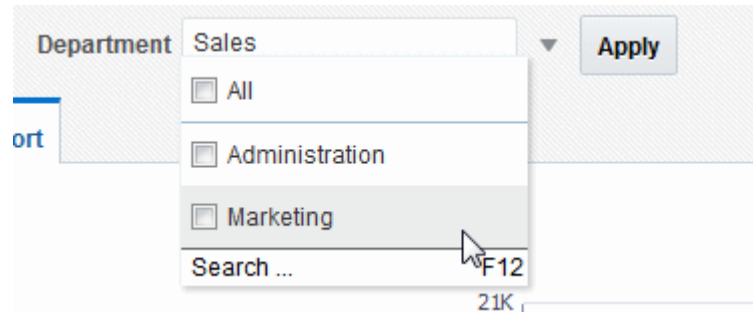 Department Sales Apply
All
ort
Administration
Marketing
Search ... F12
21K